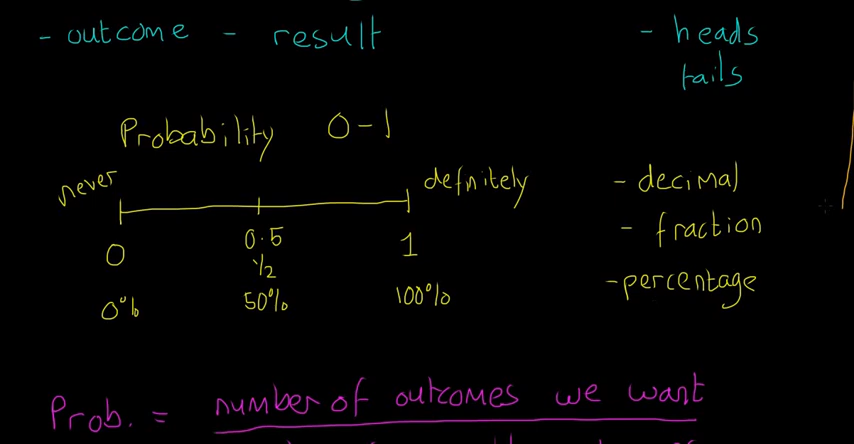 - outcome - result
- heads
tails
Probability 0-1
never
definitely
0
0.5
1/2
1
0%
50%
100%
- decimal
- fraction
- percentage
Prob. = number of outcomes we want